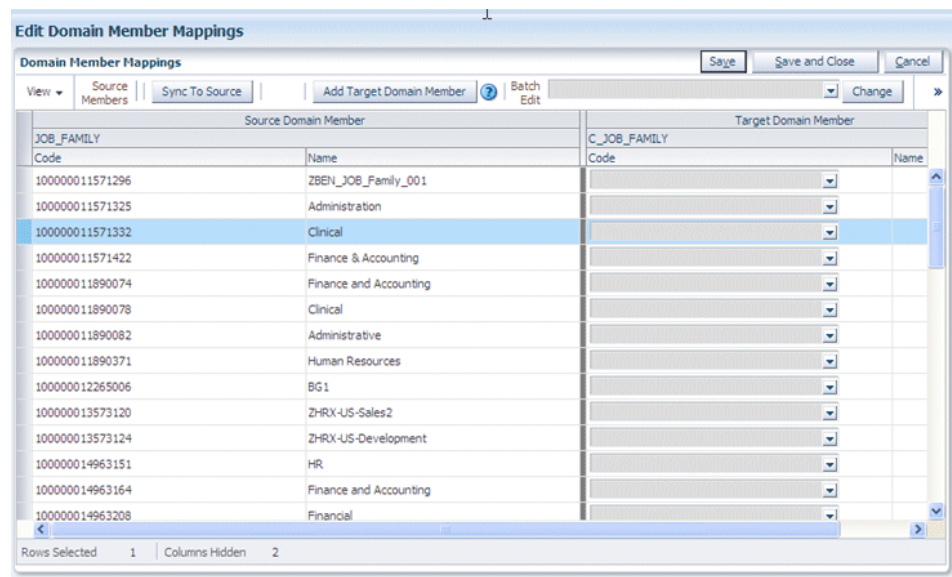 Edit Domain Member Mappings
Domain Member Mappings Save Save and Close Cancel
View Source Members Sync To Source Add Target Domain Member ? Batch Edit Change »
Source Domain Member Target Domain Member
JOB_FAMILY C_JOB_FAMILY
Code Name Code Name
100000011571296 ZBEN_JOB_Family_001
100000011571325 Administration
100000011571332 Clinical
100000011571422 Finance & Accounting
100000011890074 Finance and Accounting
100000011890078 Clinical
100000011890082 Administrative
100000011890371 Human Resources
100000012265006 BG1
100000013573120 ZHRX-US-Sales2
100000013573124 ZHRX-US-Development
100000014963151 HR
100000014963164 Finance and Accounting
100000014963208 Financial
Rows Selected 1 Columns Hidden 2